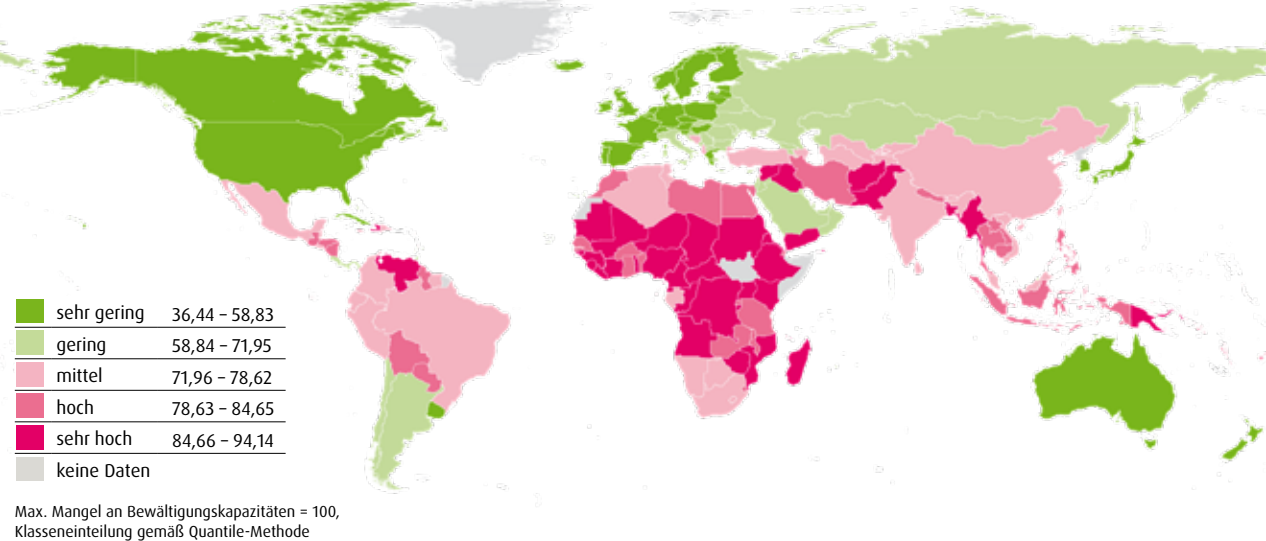 sehr gering 36,44 – 58,83
gering 58,84 – 71,95
mittel 71,96 – 78,62
hoch 78,63 – 84,65
sehr hoch 84,66 – 94,14
keine Daten
Max. Mangel an Bewältigungskapazitäten = 100,
Klasseneinteilung gemäß Quantile-Methode